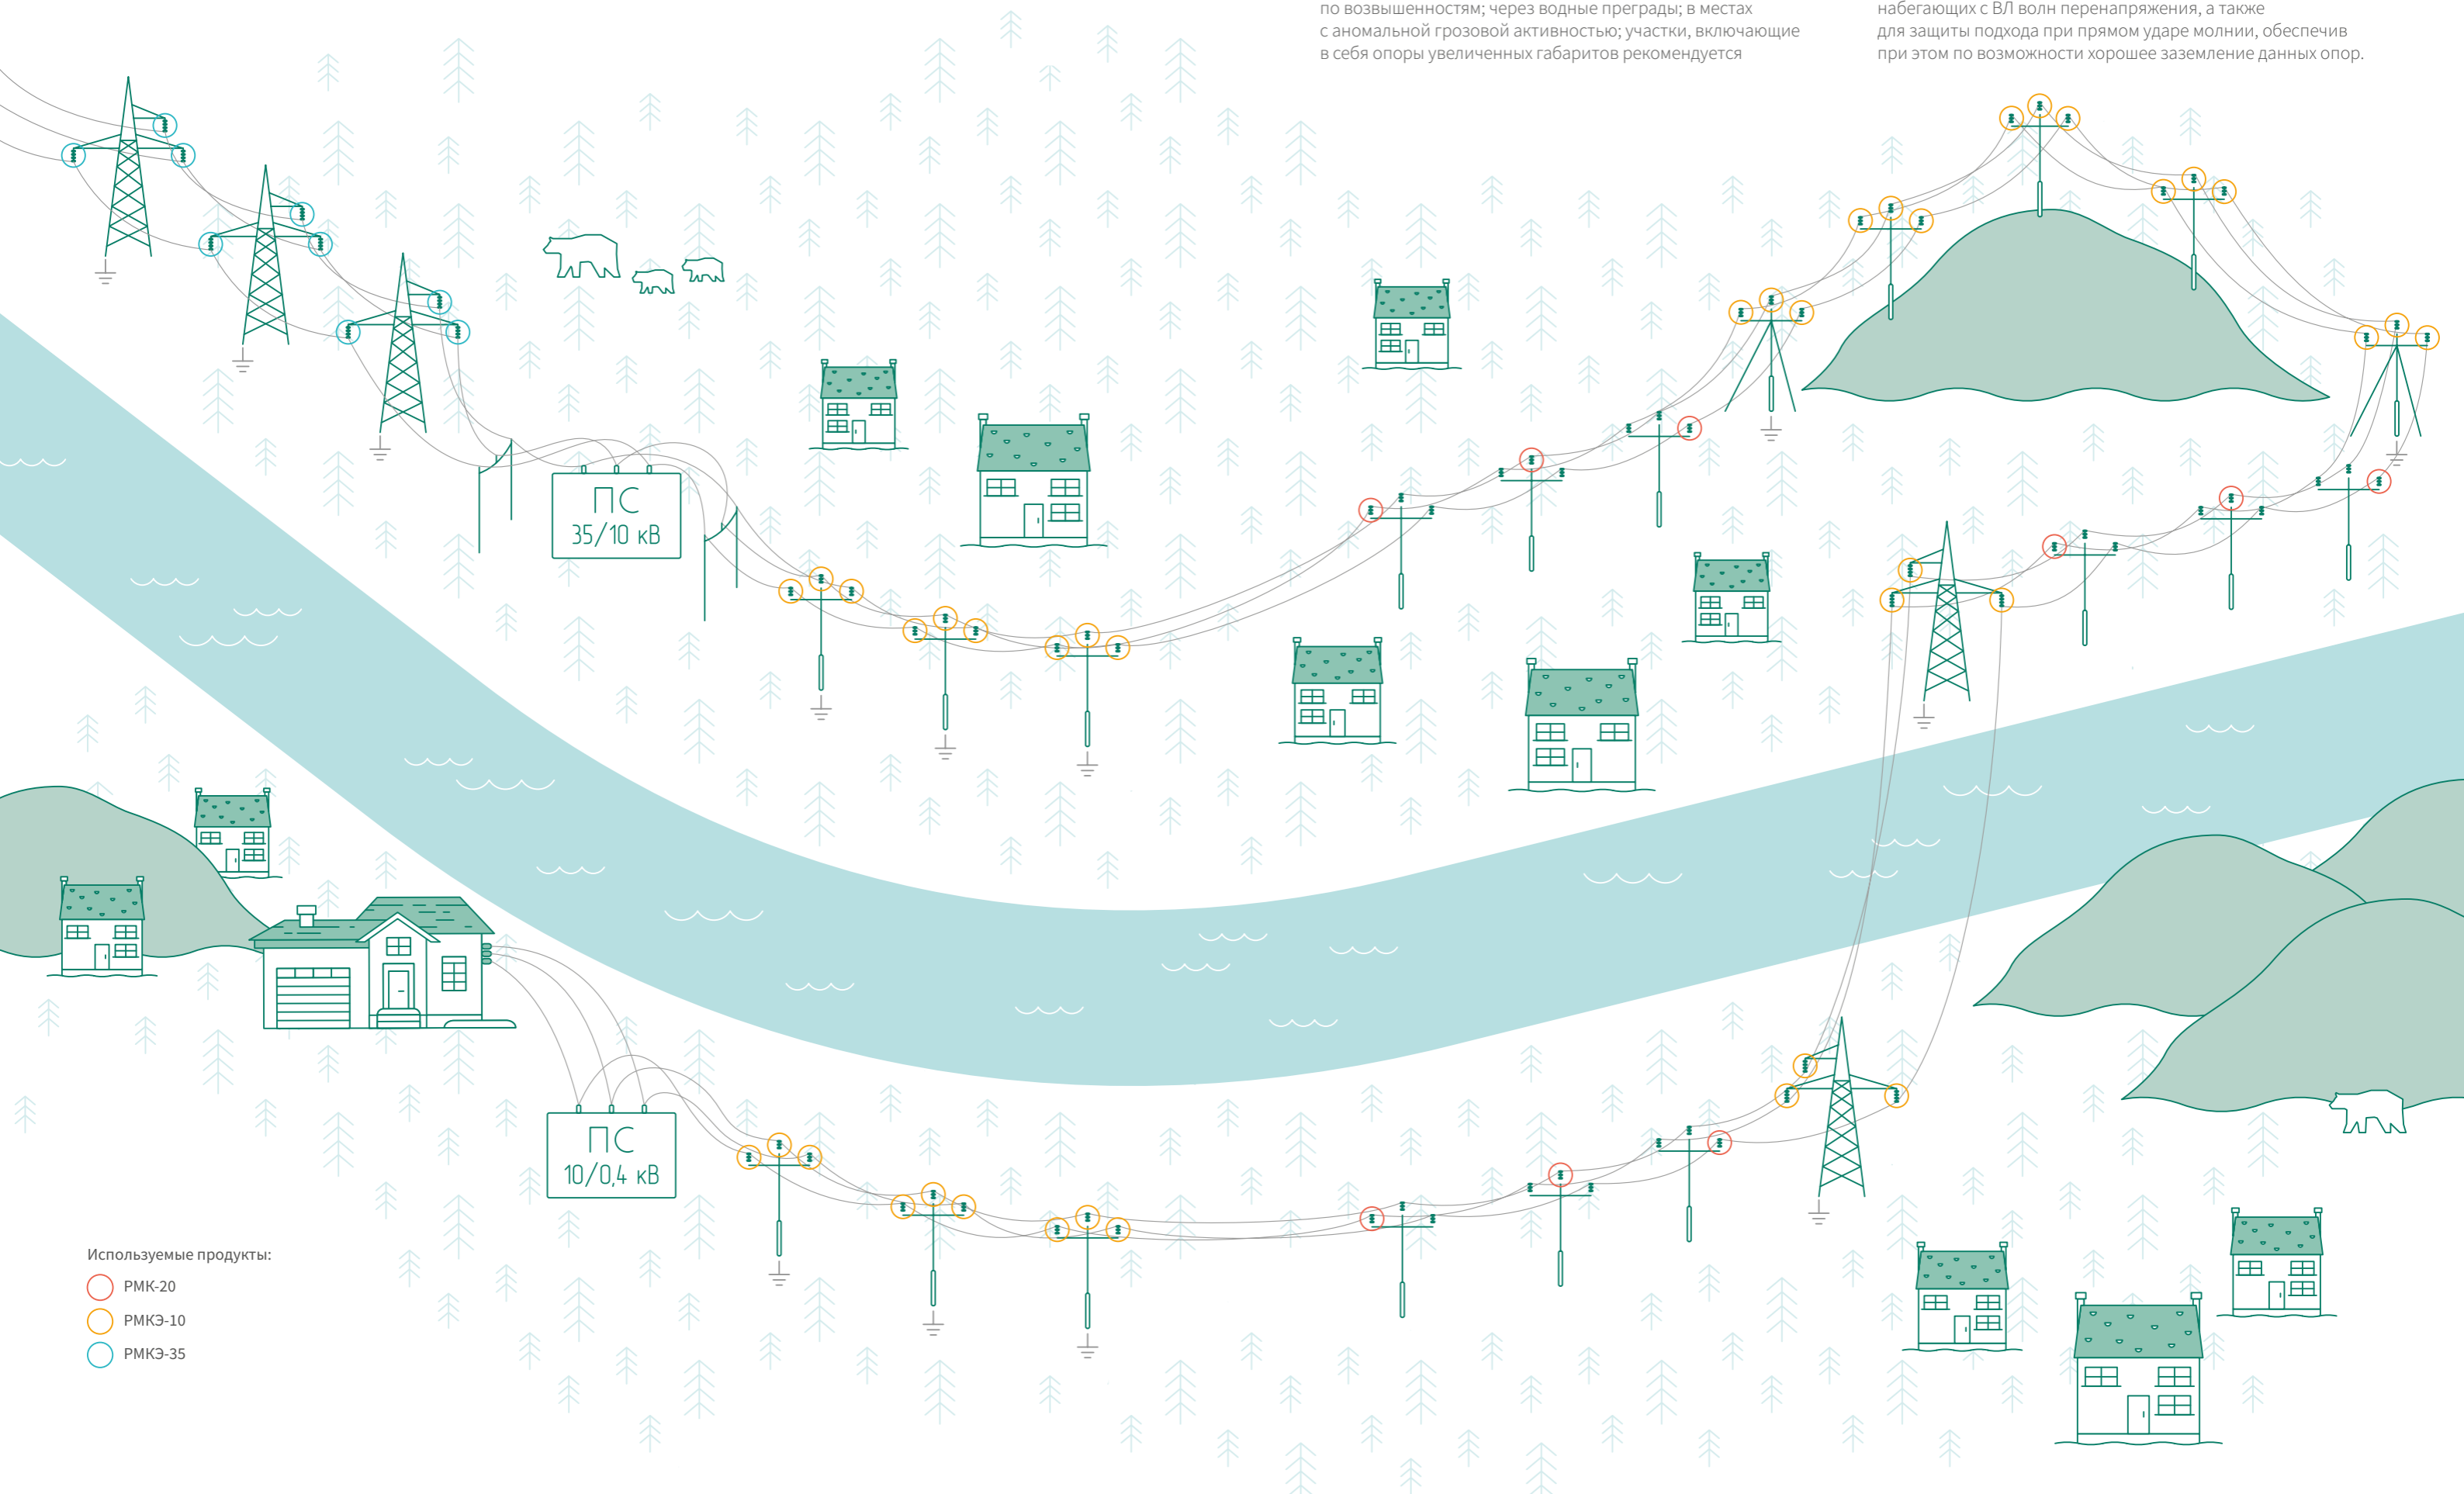 по возвышенностям; через водные преграды; в местах
с аномальной грозовой активностью; участки, включающие
в себя опоры увеличенных габаритов рекомендуется
набегающих с ВЛ волн перенапряжения, а также
для защиты подхода при прямом ударе молнии, обеспечив
при этом по возможности хорошее заземление данных опор.
ПС
35/10 кВ
ПС
10/0,4 кВ
Используемые продукты:
РМК-20
РМКЭ-10
РМКЭ-35